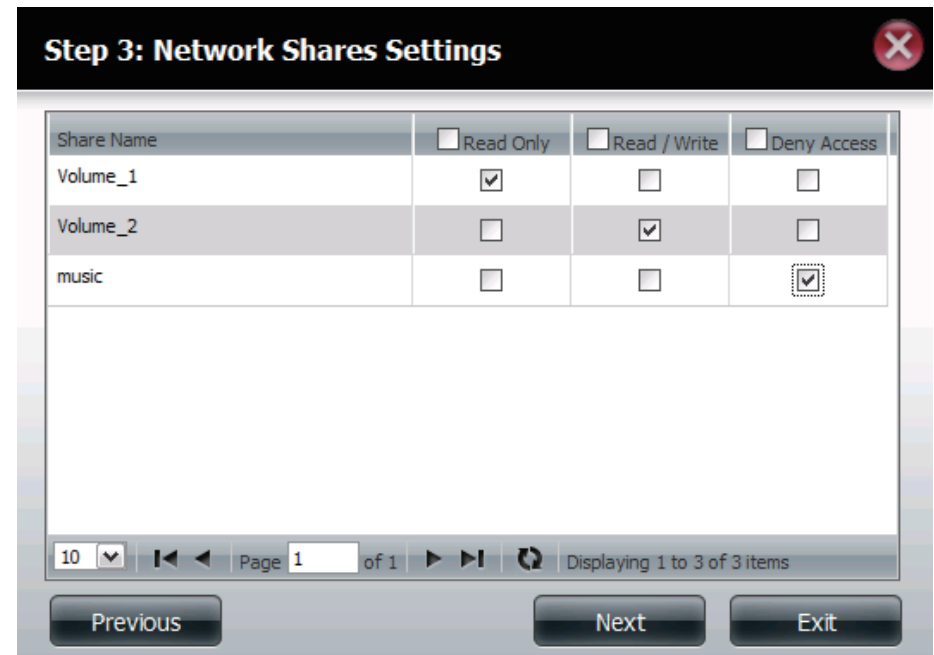 Step 3: Network Shares Settings
Share Name Read Only Read / Write Deny Access
Volume_1
Volume_2
music
10 Page 1 of 1 Displaying 1 to 3 of 3 items
Previous Next Exit